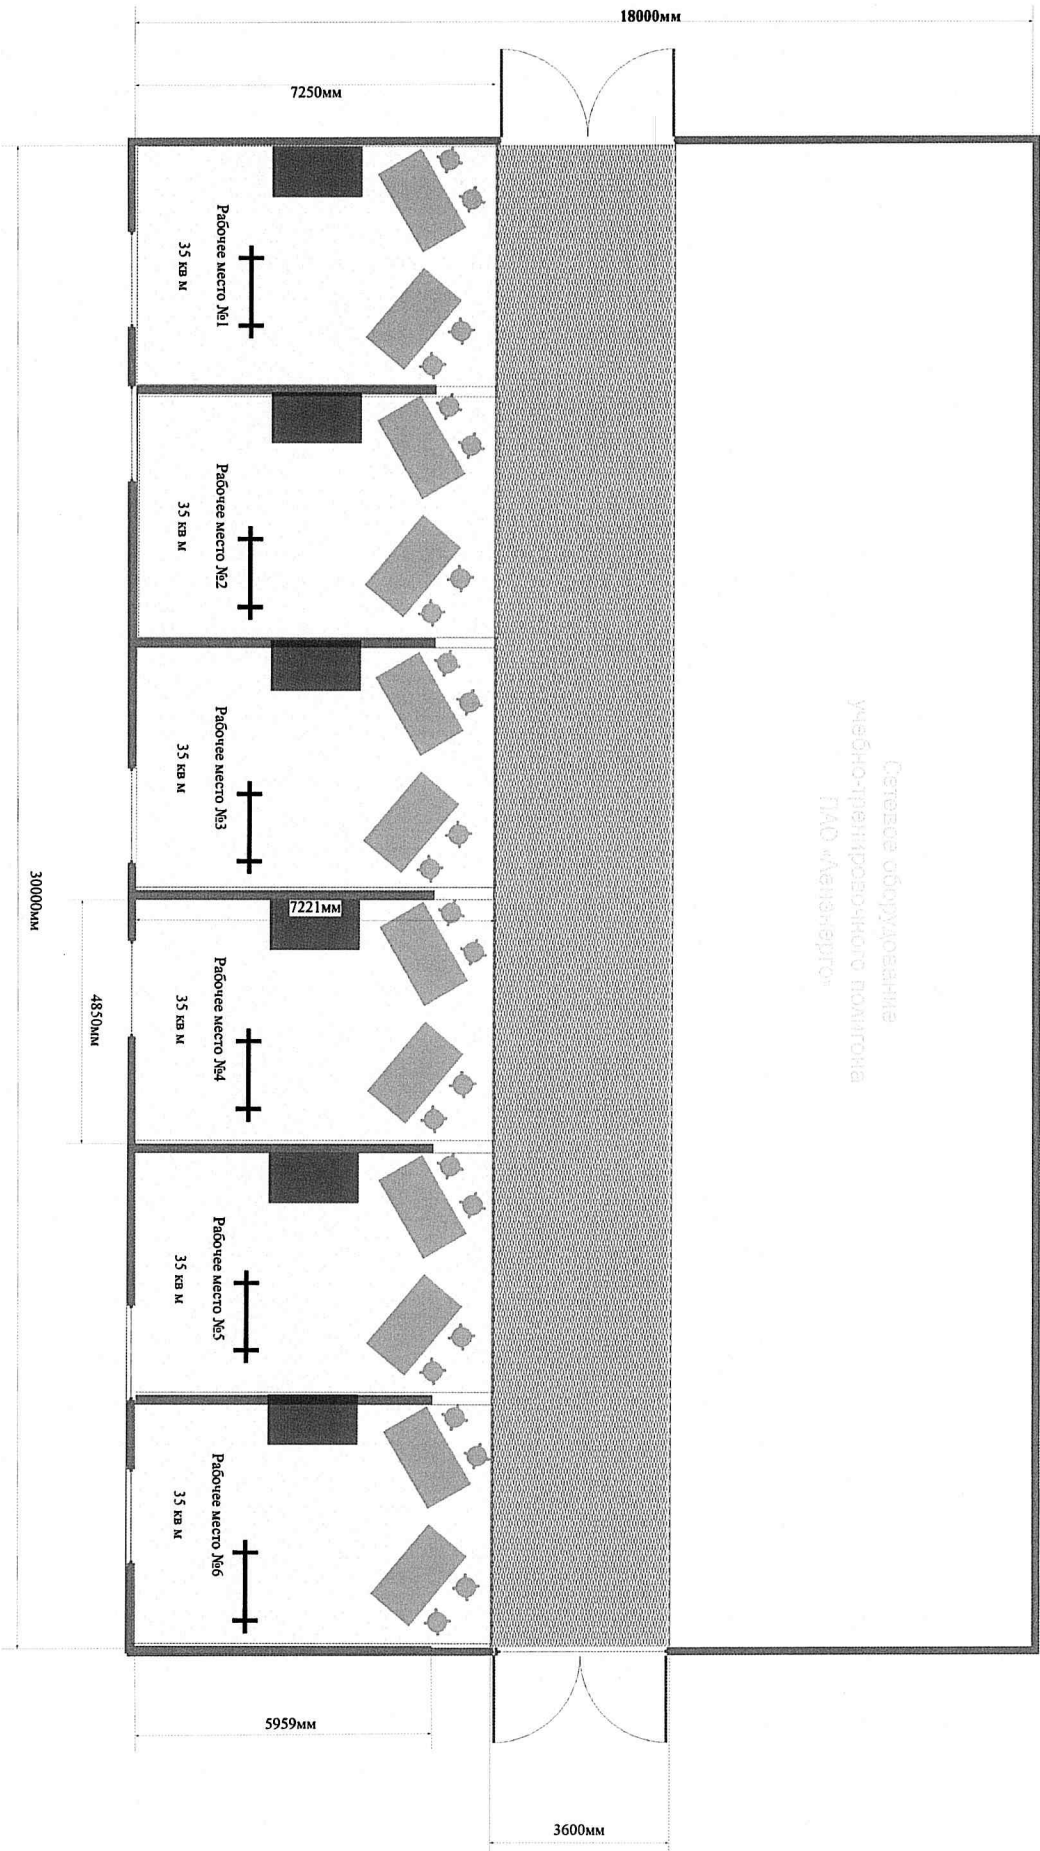 18000мм
7250мм
Рабочее место №1
35 кв м
Рабочее место №2
35 кв м
Рабочее место №3
35 кв м
7221мм
Рабочее место №4
35 кв м
Рабочее место №5
35 кв м
Рабочее место №6
35 кв м
Сетевое оборудование
учебно-тренировочного полигона
ПАО «Ленэнерго»
30000мм
4850мм
5959мм
3600мм